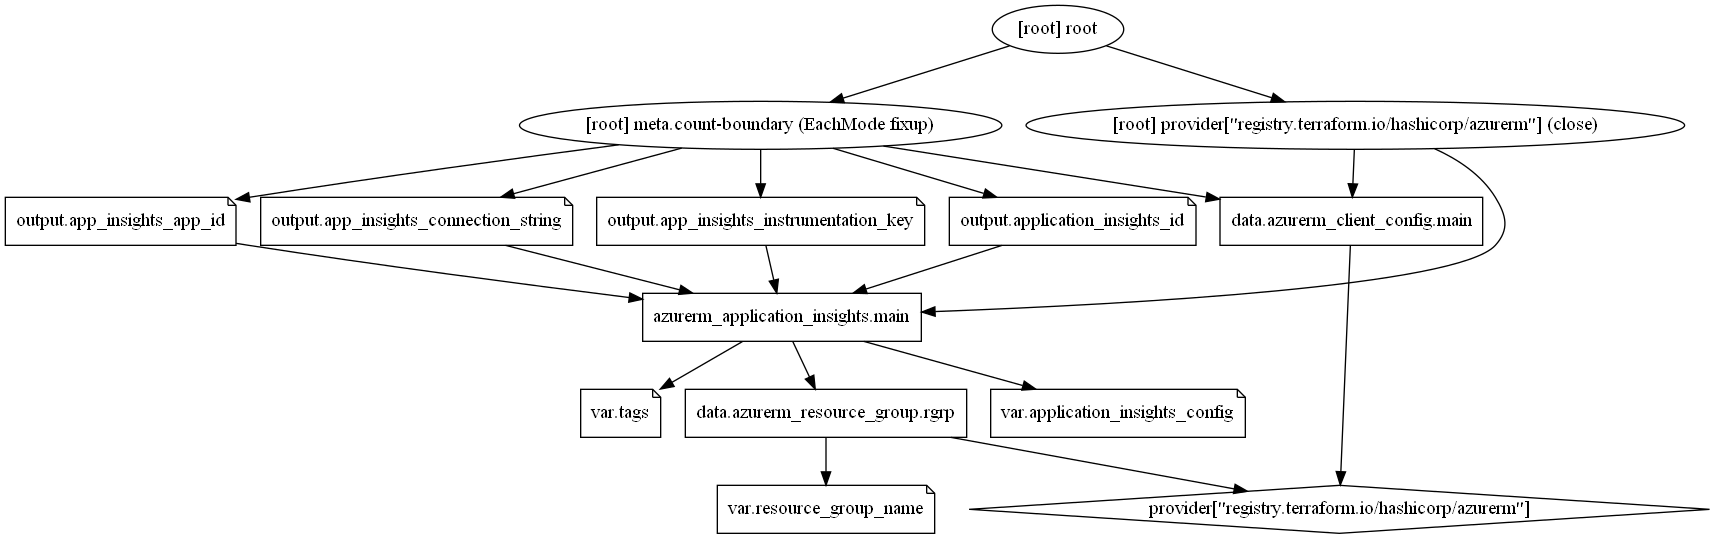 [root] root
[root] meta.count-boundary (EachMode fixup)
[root] provider["registry.terraform.io/hashicorp/azurerm"] (close)
output.app_insights_app_id
output.app_insights_connection_string
output.app_insights_instrumentation_key
output.application_insights_id
data.azurerm_client_config.main
azurerm_application_insights.main
var.tags
data.azurerm_resource_group.rgrp
var.application_insights_config
var.resource_group_name
provider["registry.terraform.io/hashicorp/azurerm"]